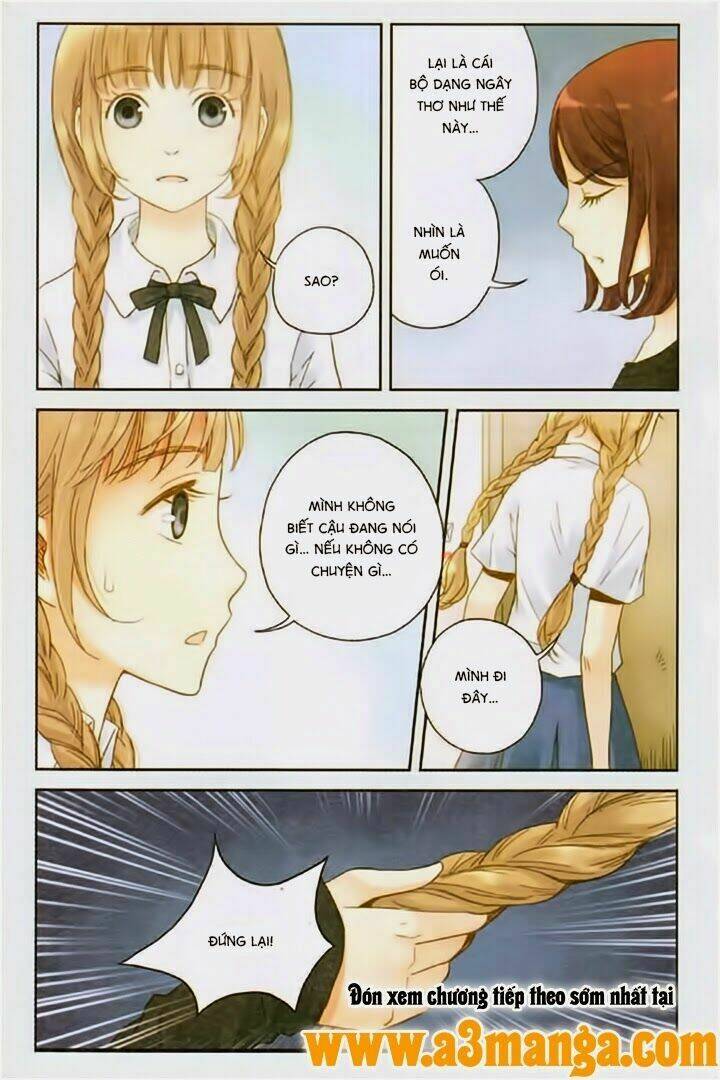 LẠI LÀ CÁI
BỘ DẠNG NGÂY
THƠ NHƯ THẾ
NÀY...
NHÌN LÀ
MUỐN
ÓI.
SAO?
MÌNH KHÔNG
BIẾT CẬU ĐANG NÓI
GÌ... NẾU KHÔNG CÓ
CHUYỆN GÌ...
MÌNH ĐI
ĐÂY...
ĐỨNG LẠI!
Đón xem chương tiếp theo sớm nhất tại
www.a3manga.com